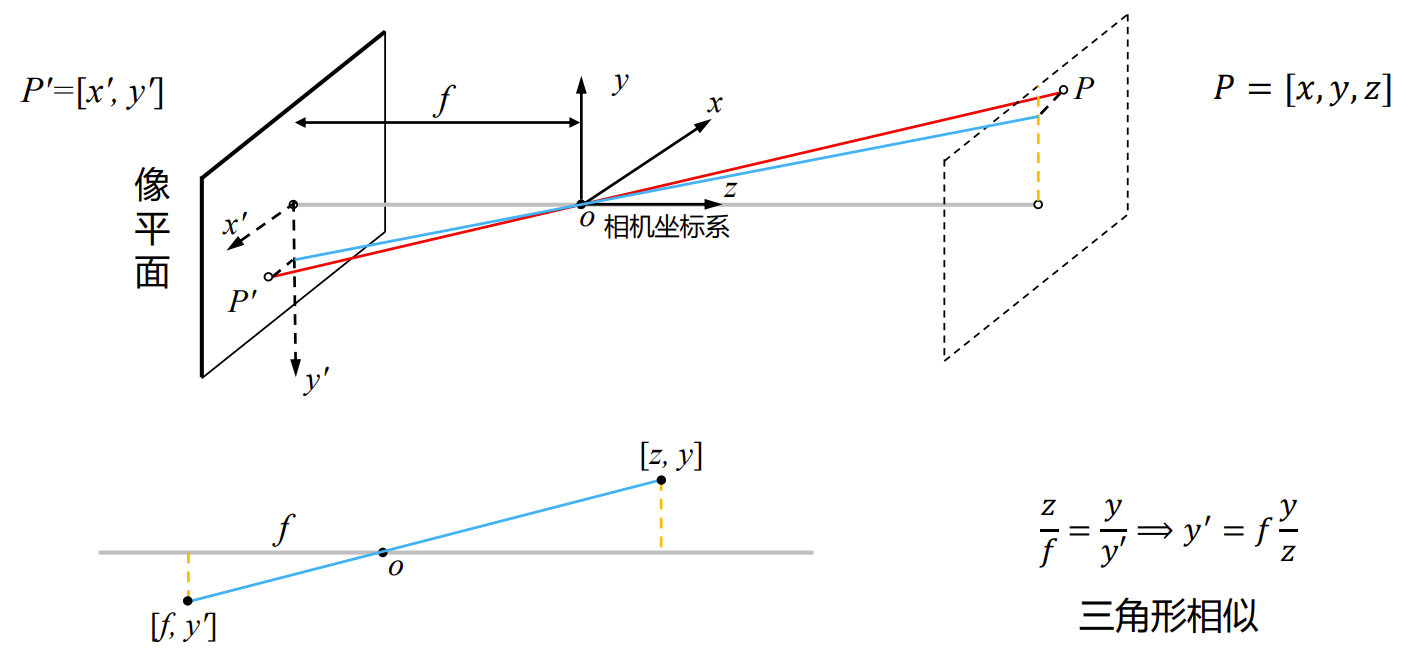 P′=[x′, y′]
f
y
x
P
P = [x, y, z]
像平面
x′
z
o
相机坐标系
P′
y′
[z, y]
f
o
[f, y′]
z/f = y/y′ ⟹ y′ = f y/z
三角形相似